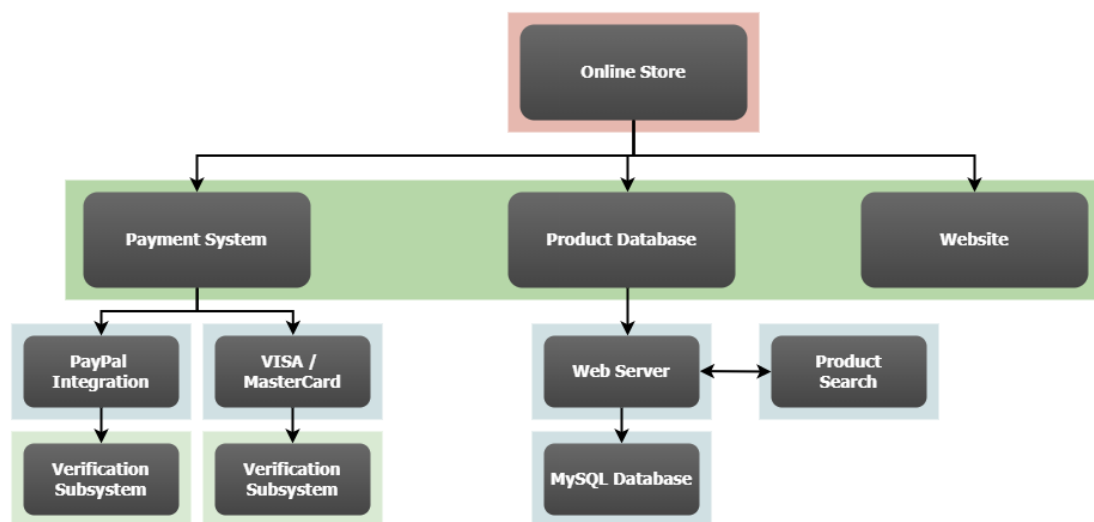 Online Store
Payment System
Product Database
Website
PayPal
Integration
VISA /
MasterCard
Web Server
Product
Search
Verification
Subsystem
Verification
Subsystem
MySQL Database